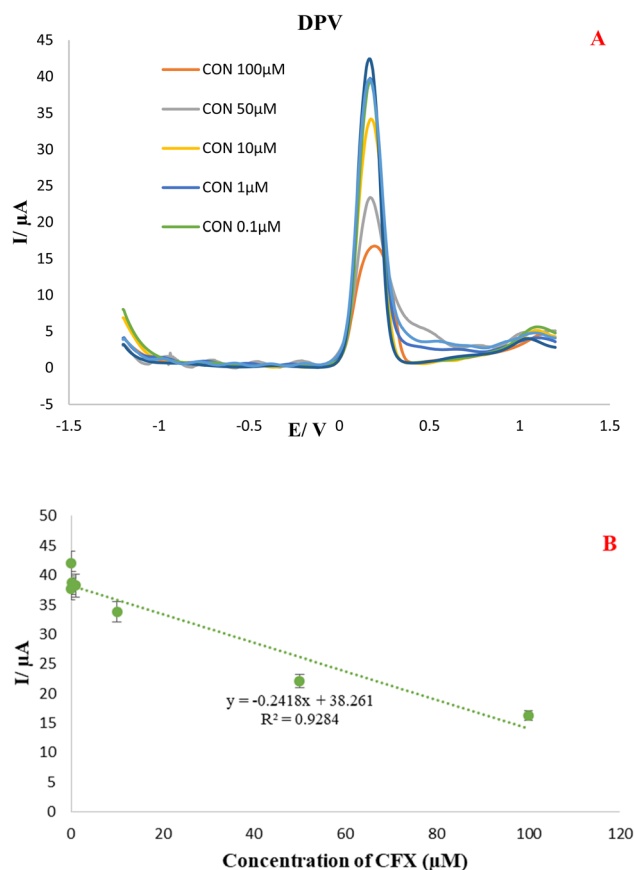 DPV
A
45
40
35
30
25
20
15
10
5
0
-5
I/ µA
CON 100µM
CON 50µM
CON 10µM
CON 1µM
CON 0.1µM
-1.5 -1 -0.5 0 0.5 1 1.5
E/ V
B
50
45
40
35
30
25
20
15
10
5
0
I/ µA
y = -0.2418x + 38.261
R² = 0.9284
0 20 40 60 80 100 120
Concentration of CFX (µM)